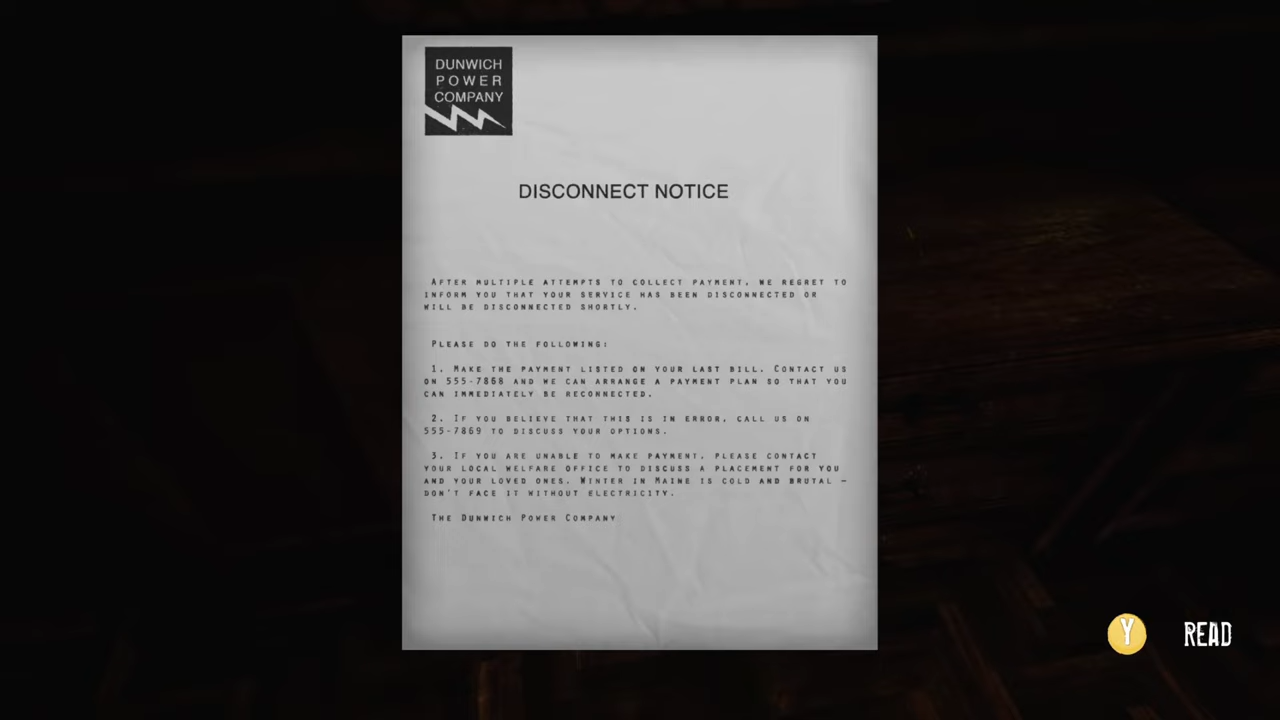 DUNWICH
POWER
COMPANY
DISCONNECT NOTICE
AFTER MULTIPLE ATTEMPTS TO COLLECT PAYMENT, WE REGRET TO
INFORM YOU THAT YOUR SERVICE HAS BEEN DISCONNECTED OR
WILL BE DISCONNECTED SHORTLY.
PLEASE DO THE FOLLOWING:
1. MAKE THE PAYMENT LISTED ON YOUR LAST BILL. CONTACT US
ON 555-7868 AND WE CAN ARRANGE A PAYMENT PLAN SO THAT YOU
CAN IMMEDIATELY BE RECONNECTED.
2. IF YOU BELIEVE THAT THIS IS IN ERROR, CALL US ON
555-7869 TO DISCUSS YOUR OPTIONS.
3. IF YOU ARE UNABLE TO MAKE PAYMENT, PLEASE CONTACT
YOUR LOCAL WELFARE OFFICE TO DISCUSS A PLACEMENT FOR YOU
AND YOUR LOVED ONES. WINTER IN MAINE IS COLD AND BRUTAL –
DON'T FACE IT WITHOUT ELECTRICITY.
THE DUNWICH POWER COMPANY
Y READ